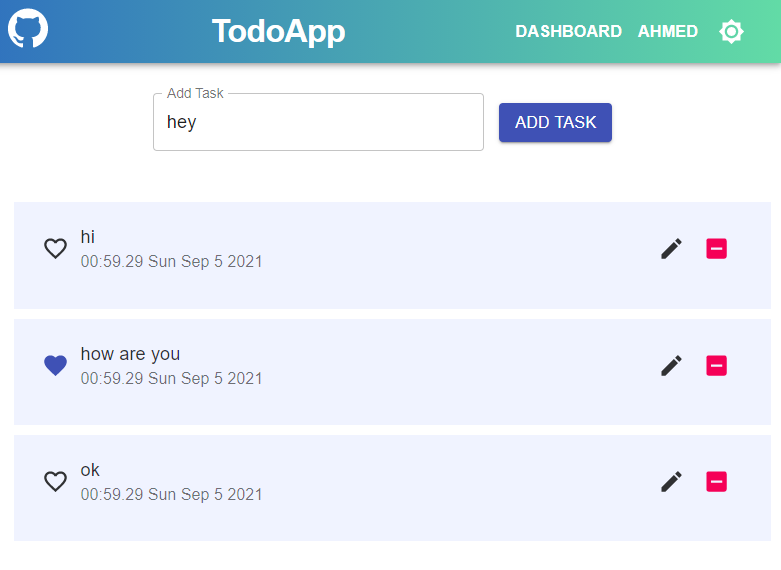 TodoApp
DASHBOARD AHMED
Add Task
hey
ADD TASK
hi
00:59.29 Sun Sep 5 2021
how are you
00:59.29 Sun Sep 5 2021
ok
00:59.29 Sun Sep 5 2021